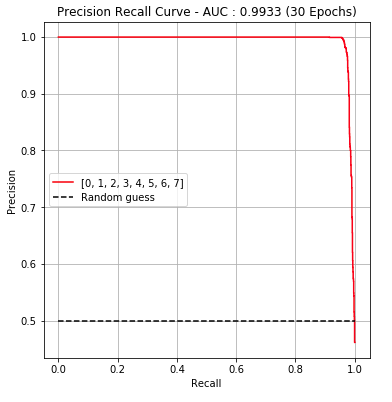 Precision Recall Curve - AUC : 0.9933 (30 Epochs)
1.0
0.9
0.8
0.7
0.6
0.5
Precision
[0, 1, 2, 3, 4, 5, 6, 7]
Random guess
0.0 0.2 0.4 0.6 0.8 1.0
Recall